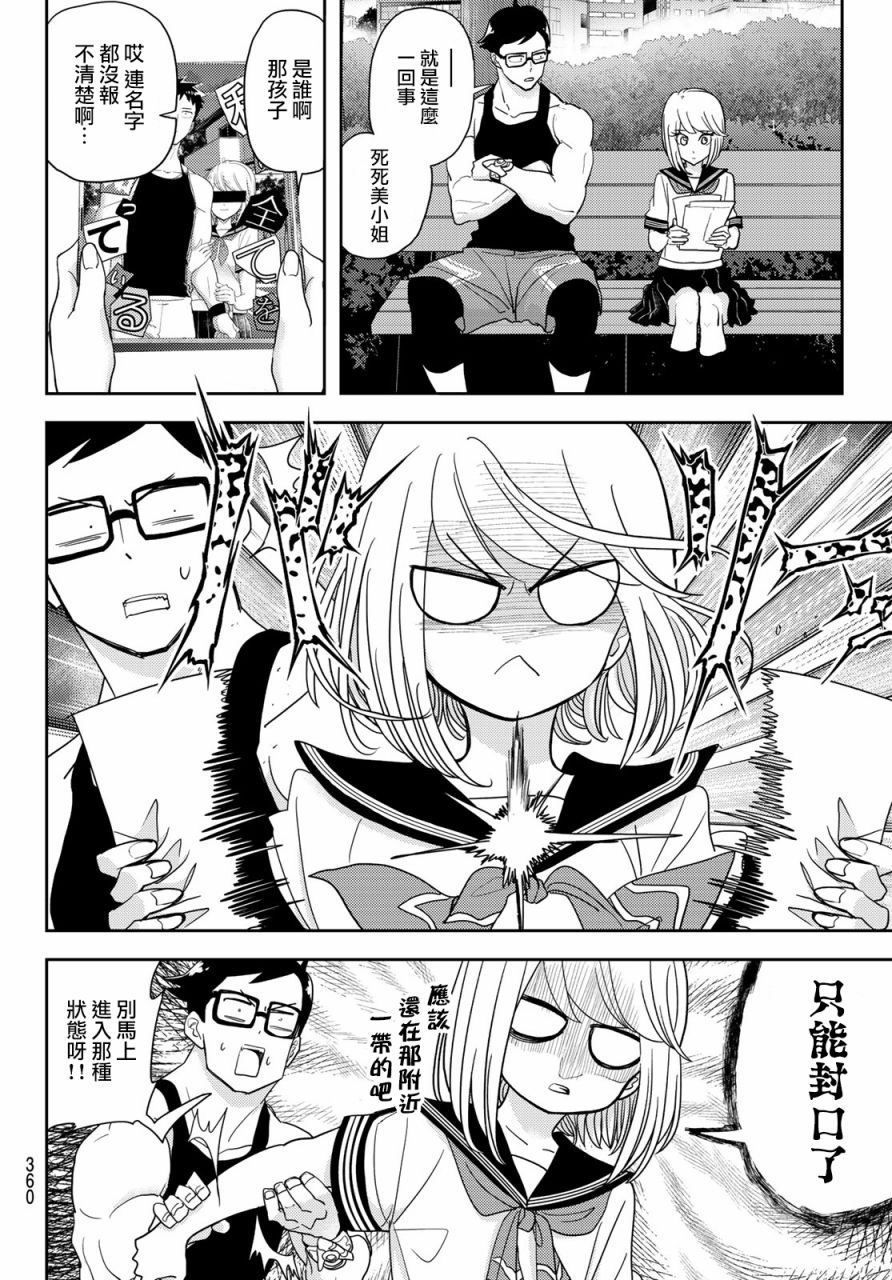 ——
就是這麼
一回事
死死美小姐
是誰啊
那孩子
哎 連名字
都沒報
不清楚啊…
私
全てを
って
いる
只能封口了
應該
還在那附近
一帶的吧
別馬上
進入那種
狀態呀!!
360